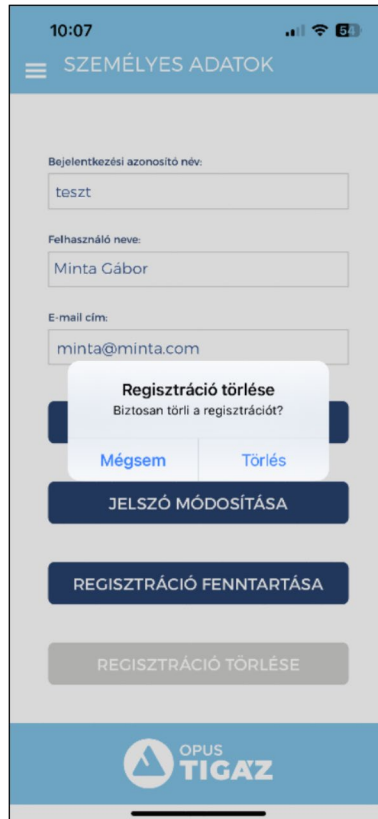 10:07
54
SZEMÉLYES ADATOK
Bejelentkezési azonosító név:
teszt
Felhasználó neve:
Minta Gábor
E-mail cím:
minta@minta.com
Regisztráció törlése
Biztosan törli a regisztrációt?
Mégsem
Törlés
JELSZÓ MÓDOSÍTÁSA
REGISZTRÁCIÓ FENNTARTÁSA
REGISZTRÁCIÓ TÖRLÉSE
OPUS
TIGÁZ